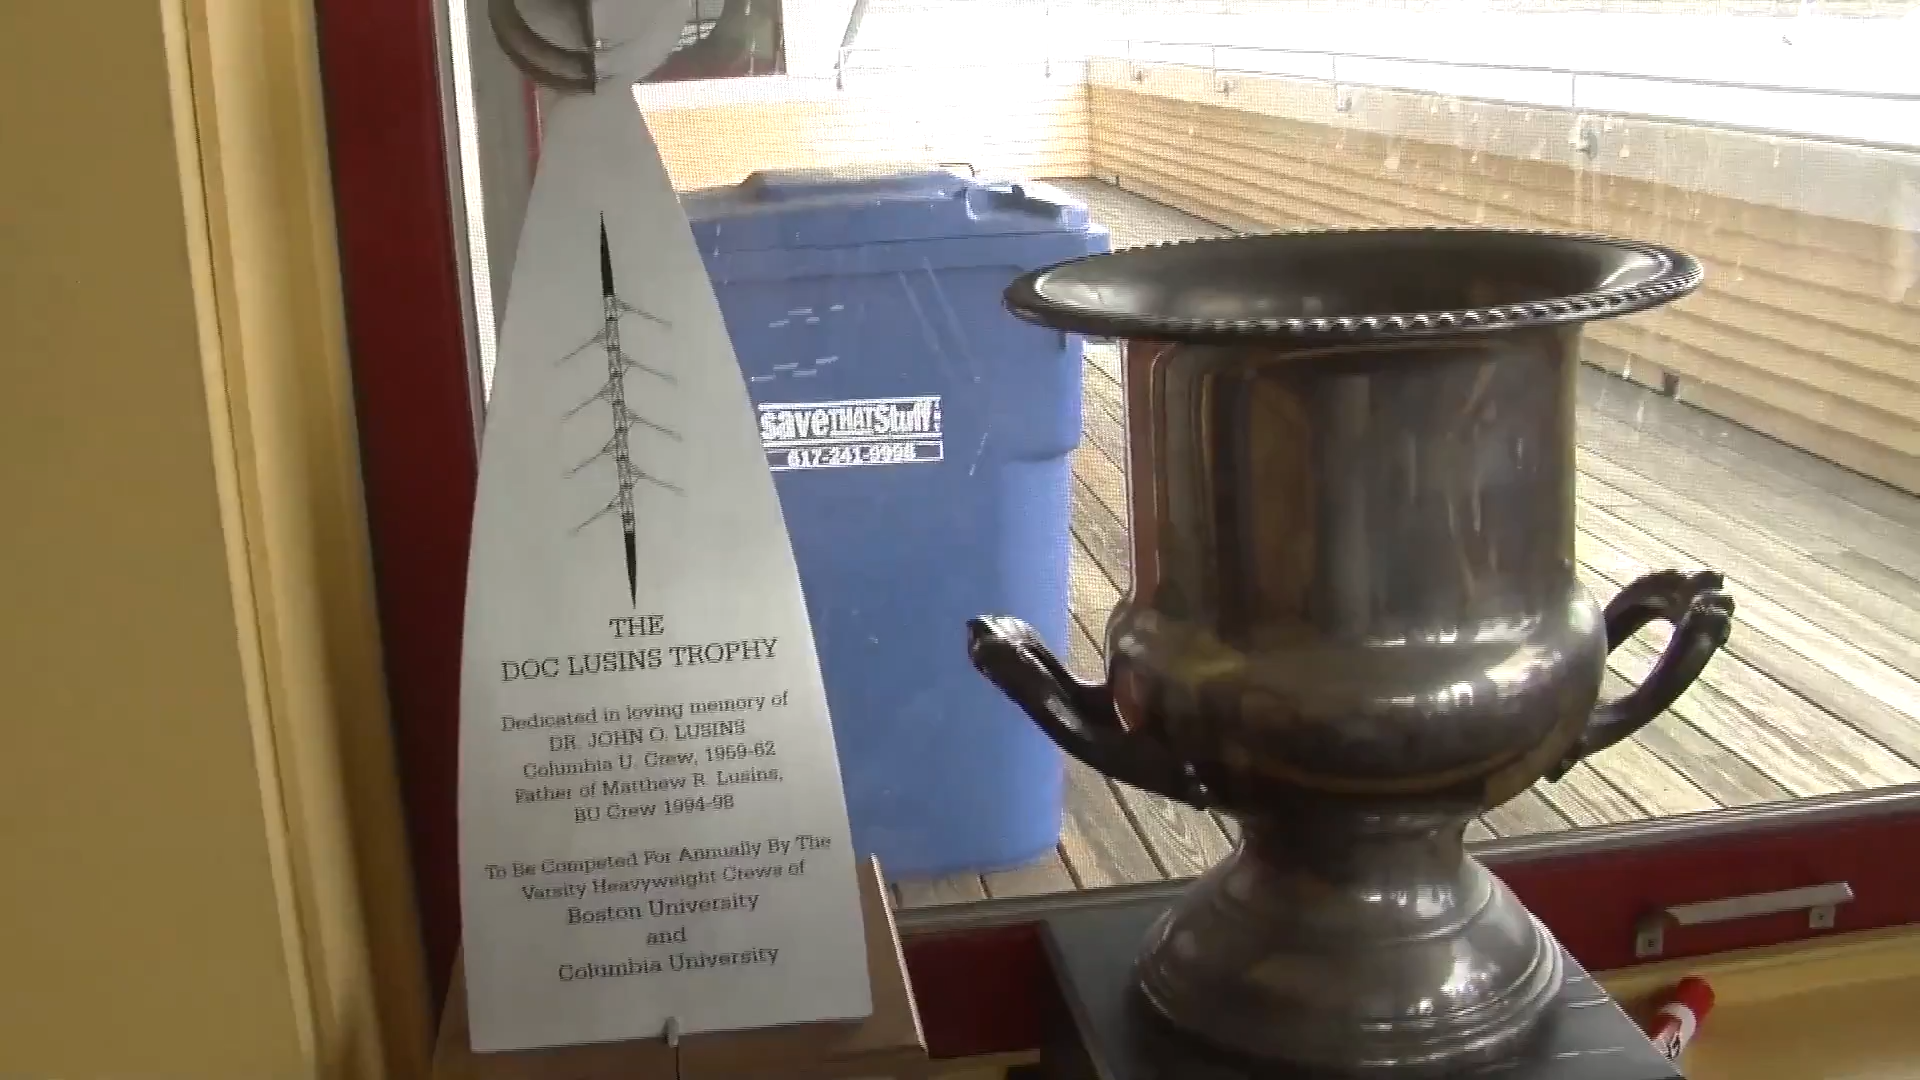 THE
DOC LUSINS TROPHY
Dedicated in loving memory of
DR. JOHN O. LUSINS
Columbia U. Crew, 1959-62
Father of Matthew R. Lusins,
BU Crew 1994-98
To Be Competed For Annually By The
Varsity Heavyweight Crews of
Boston University
and
Columbia University
saveTHATstuff
617-241-9998